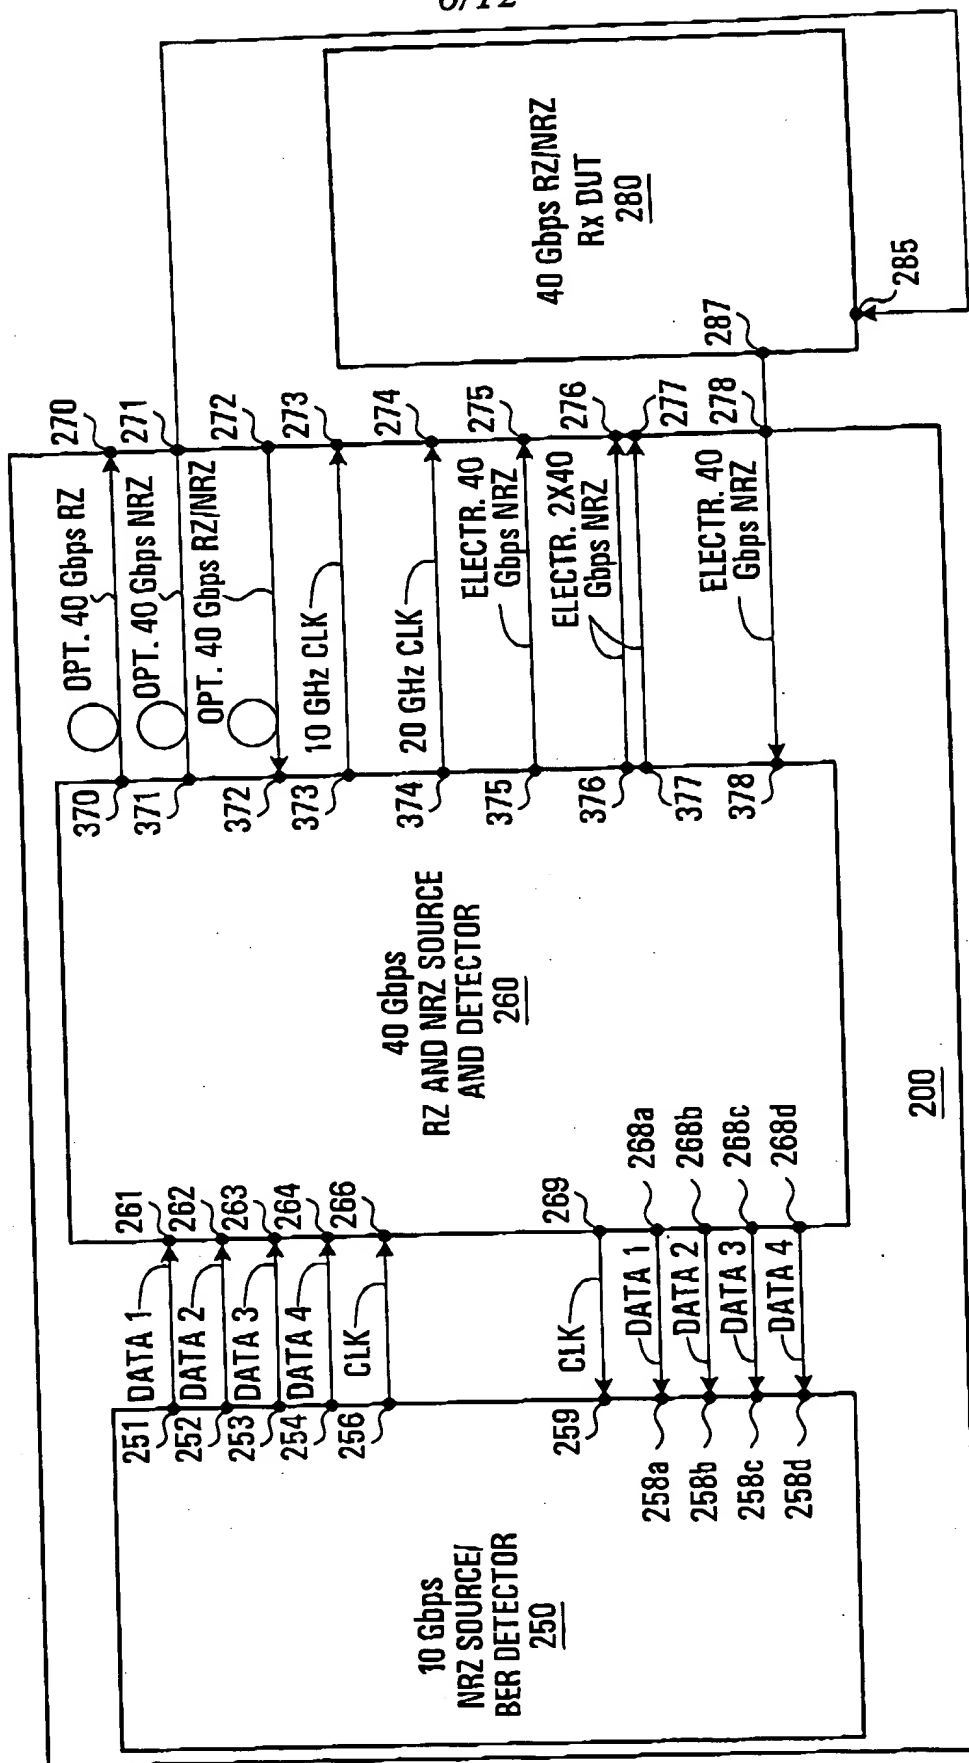 6/12
10 Gbps
NRZ SOURCE/
BER DETECTOR
250
251
252
253
254
256
259
258a
258b
258c
258d
DATA 1
DATA 2
DATA 3
DATA 4
CLK
CLK
DATA 1
DATA 2
DATA 3
DATA 4
261
262
263
264
266
269
268a
268b
268c
268d
40 Gbps
RZ AND NRZ SOURCE
AND DETECTOR
260
370
371
372
373
374
375
376
377
378
OPT. 40 Gbps RZ
OPT. 40 Gbps NRZ
OPT. 40 Gbps RZ/NRZ
10 GHz CLK
20 GHz CLK
ELECTR. 40
Gbps NRZ
ELECTR. 2X40
Gbps NRZ
ELECTR. 40
Gbps NRZ
270
271
272
273
274
275
276
277
278
287
40 Gbps RZ/NRZ
Rx DUT
280
285
200